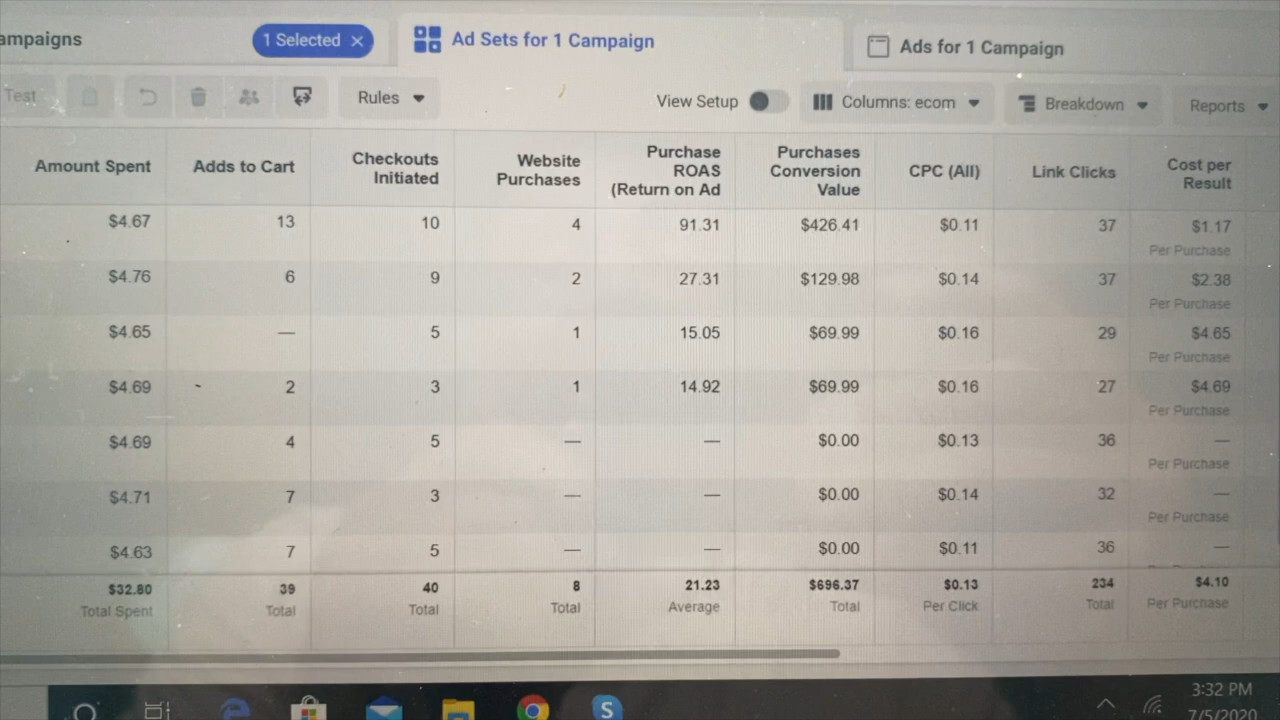 ampaigns
1 Selected ×
Ad Sets for 1 Campaign
Ads for 1 Campaign
Test
Rules
View Setup
Columns: ecom
Breakdown
Reports
Amount Spent
Adds to Cart
Checkouts
Initiated
Website
Purchases
Purchase
ROAS
(Return on Ad
Purchases
Conversion
Value
CPC (All)
Link Clicks
Cost per
Result
$4.67 13 10 4 91.31 $426.41 $0.11 37 $1.17
Per Purchase
$4.76 6 9 2 27.31 $129.98 $0.14 37 $2.38
Per Purchase
$4.65 — 5 1 15.05 $69.99 $0.16 29 $4.65
Per Purchase
$4.69 2 3 1 14.92 $69.99 $0.16 27 $4.69
Per Purchase
$4.69 4 5 — — $0.00 $0.13 36 —
Per Purchase
$4.71 7 3 — — $0.00 $0.14 32 —
Per Purchase
$4.63 7 5 — — $0.00 $0.11 36 —
$32.80 39 40 8 21.23 $696.37 $0.13 234 $4.10
Total Spent Total Total Total Average Total Per Click Total Per Purchase
3:32 PM
7/5/2020